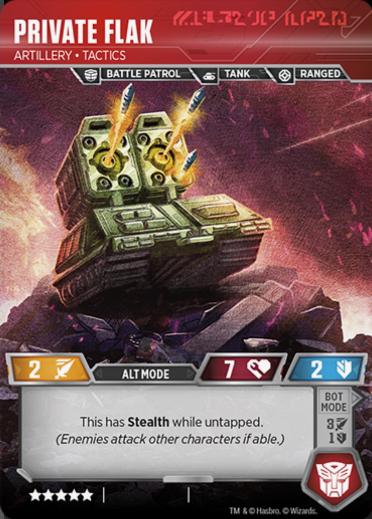 PRIVATE FLAK
ARTILLERY • TACTICS
BATTLE PATROL TANK RANGED
2 ALT MODE 7 2
This has Stealth while untapped.
(Enemies attack other characters if able.)
BOT
MODE
3
1
★★★★★
TM & © Hasbro. © Wizards.